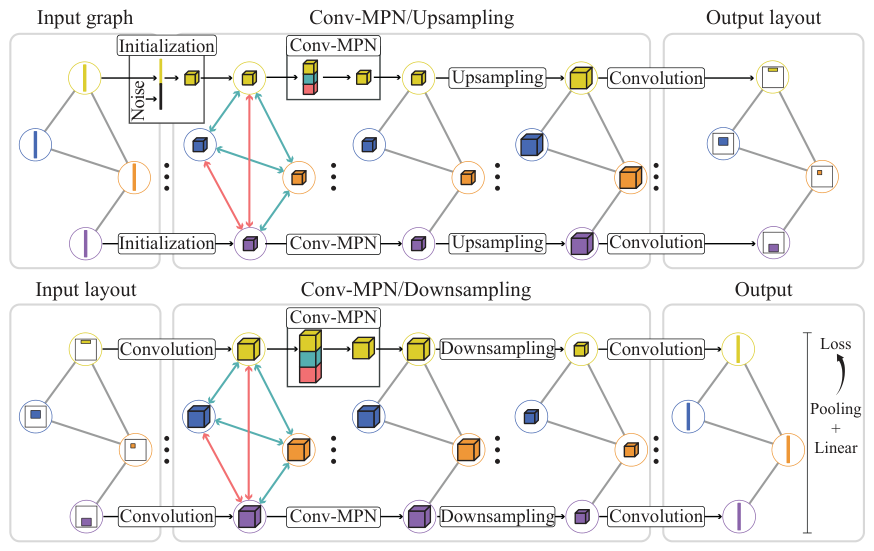 Input graph
Conv-MPN/Upsampling
Output layout
Initialization
Noise
Conv-MPN
Upsampling
Convolution
Initialization
Conv-MPN
Upsampling
Convolution
Input layout
Conv-MPN/Downsampling
Output
Conv-MPN
Convolution
Downsampling
Convolution
Loss
Pooling
+
Linear
Convolution
Conv-MPN
Downsampling
Convolution